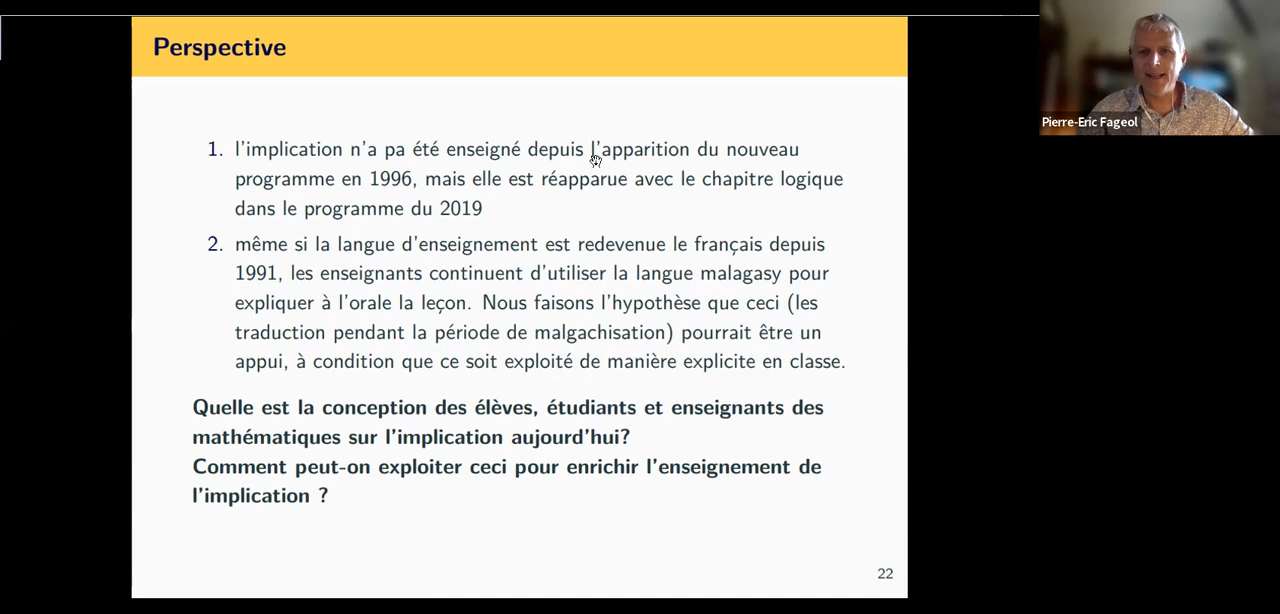 Perspective
1. l'implication n'a pa été enseigné depuis l'apparition du nouveau
programme en 1996, mais elle est réapparue avec le chapitre logique
dans le programme du 2019
2. même si la langue d'enseignement est redevenue le français depuis
1991, les enseignants continuent d'utiliser la langue malagasy pour
expliquer à l'orale la leçon. Nous faisons l'hypothèse que ceci (les
traduction pendant la période de malgachisation) pourrait être un
appui, à condition que ce soit exploité de manière explicite en classe.
Quelle est la conception des élèves, étudiants et enseignants des
mathématiques sur l'implication aujourd'hui?
Comment peut-on exploiter ceci pour enrichir l'enseignement de
l'implication ?
22
Pierre-Eric Fageol